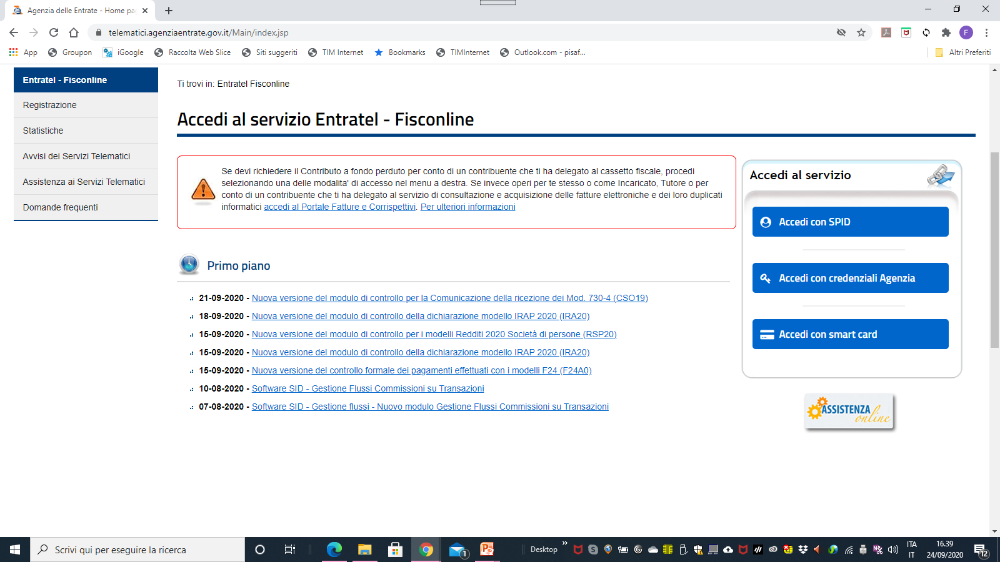 Agenzia delle Entrate - Home pa
telematici.agenziaentrate.gov.it/Main/index.jsp
F
App
Groupon
iGoogle
Raccolta Web Slice
Siti suggeriti
TIM Internet
Bookmarks
TIMInternet
Outlook.com - pisaf...
Altri Preferiti
Entratel - Fisconline
Registrazione
Statistiche
Avvisi dei Servizi Telematici
Assistenza ai Servizi Telematici
Domande frequenti
Ti trovi in: Entratel Fisconline
Accedi al servizio Entratel - Fisconline
Se devi richiedere il Contributo a fondo perduto per conto di un contribuente che ti ha delegato al cassetto fiscale, procedi
selezionando una delle modalita' di accesso nel menu a destra. Se invece operi per te stesso o come Incaricato, Tutore o per
conto di un contribuente che ti ha delegato al servizio di consultazione e acquisizione delle fatture elettroniche e dei loro duplicati
informatici accedi al Portale Fatture e Corrispettivi. Per ulteriori informazioni
Primo piano
21-09-2020 - Nuova versione del modulo di controllo per la Comunicazione della ricezione dei Mod. 730-4 (CSO19)
18-09-2020 - Nuova versione del modulo di controllo della dichiarazione modello IRAP 2020 (IRA20)
15-09-2020 - Nuova versione del modulo di controllo per i modelli Redditi 2020 Società di persone (RSP20)
15-09-2020 - Nuova versione del modulo di controllo della dichiarazione modello IRAP 2020 (IRA20)
15-09-2020 - Nuova versione del controllo formale dei pagamenti effettuati con i modelli F24 (F24A0)
10-08-2020 - Software SID - Gestione Flussi Commissioni su Transazioni
07-08-2020 - Software SID - Gestione flussi - Nuovo modulo Gestione Flussi Commissioni su Transazioni
Accedi al servizio
Accedi con SPID
Accedi con credenziali Agenzia
Accedi con smart card
ASSISTENZA
online
Scrivi qui per eseguire la ricerca
1
Desktop
ITA
IT
16.39
24/09/2020
12